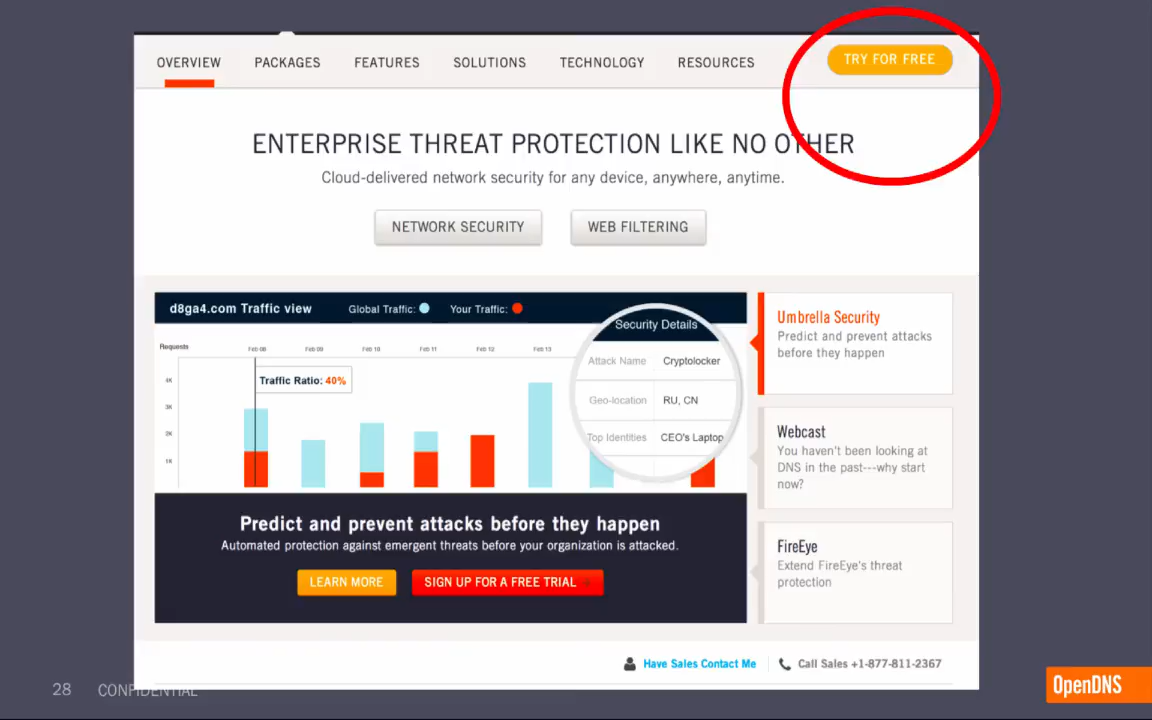 OVERVIEW PACKAGES FEATURES SOLUTIONS TECHNOLOGY RESOURCES TRY FOR FREE
ENTERPRISE THREAT PROTECTION LIKE NO OTHER
Cloud-delivered network security for any device, anywhere, anytime.
NETWORK SECURITY WEB FILTERING
d8ga4.com Traffic view Global Traffic: Your Traffic:
Requests
Feb 08 Feb 09 Feb 10 Feb 11 Feb 12 Feb 13
4K
3K
2K
1K
Traffic Ratio: 40%
Security Details
Attack Name Cryptolocker
Geo-location RU, CN
Top Identities CEO's Laptop
Predict and prevent attacks before they happen
Automated protection against emergent threats before your organization is attacked.
LEARN MORE SIGN UP FOR A FREE TRIAL
Umbrella Security
Predict and prevent attacks
before they happen
Webcast
You haven't been looking at
DNS in the past---why start
now?
FireEye
Extend FireEye's threat
protection
Have Sales Contact Me Call Sales +1-877-811-2367
28 CONFIDENTIAL
OpenDNS